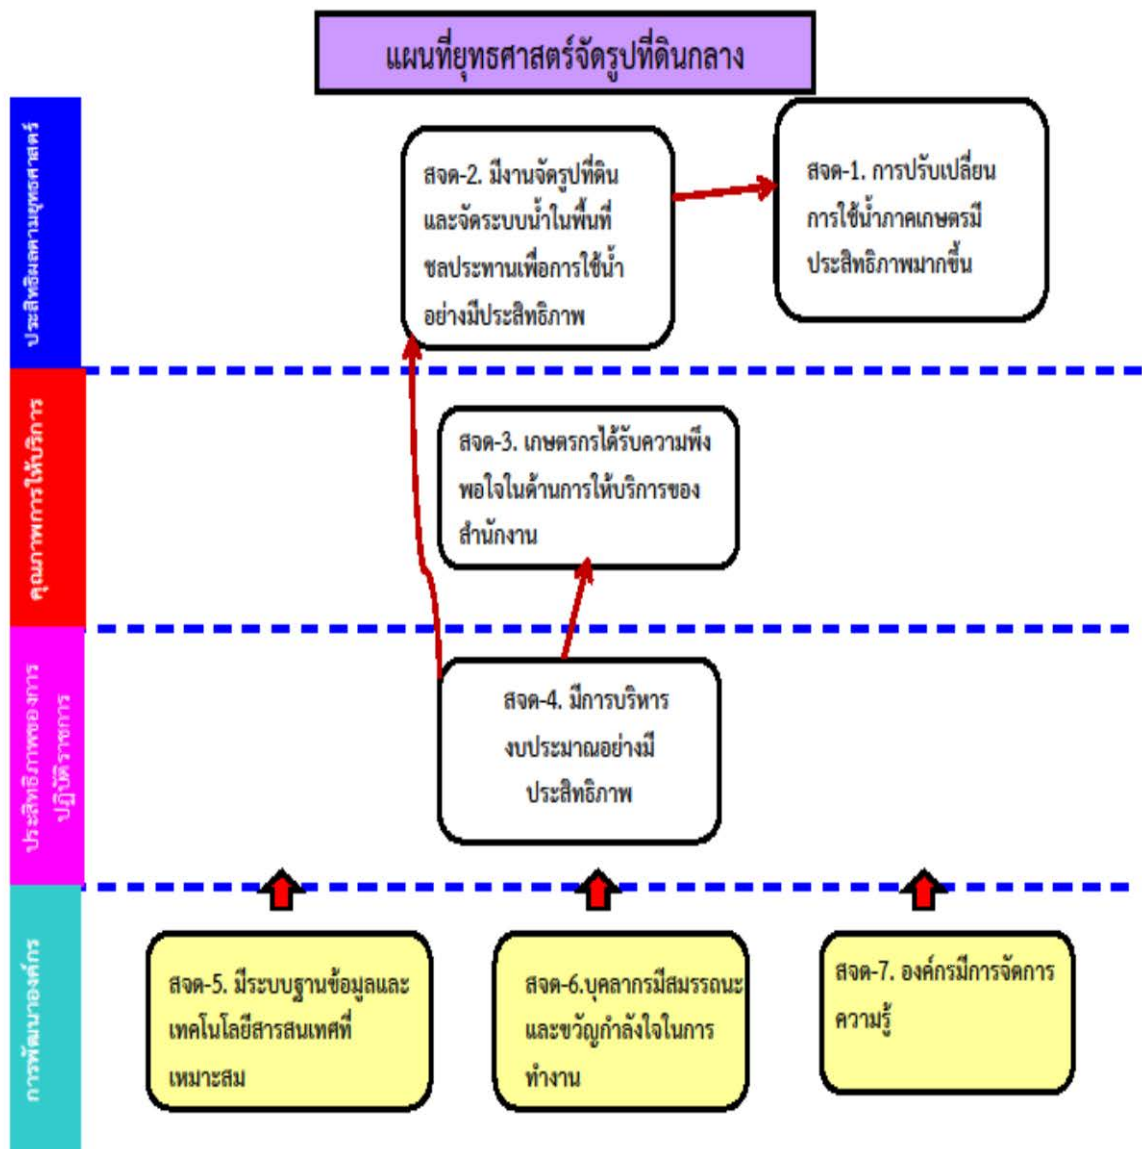 แผนที่ยุทธศาสตร์จัดรูปที่ดินกลาง
ประสิทธิผลตามยุทธศาสตร์
สจด-2. มีงานจัดรูปที่ดิน
และจัดระบบน้ำในพื้นที่
ชลประทานเพื่อการใช้น้ำ
อย่างมีประสิทธิภาพ
สจด-1. การปรับเปลี่ยน
การใช้น้ำภาคเกษตรมี
ประสิทธิภาพมากขึ้น
คุณภาพการให้บริการ
สจด-3. เกษตรกรได้รับความพึง
พอใจในด้านการให้บริการของ
สำนักงาน
ประสิทธิภาพของการ
ปฏิบัติราชการ
สจด-4. มีการบริหาร
งบประมาณอย่างมี
ประสิทธิภาพ
การพัฒนาองค์กร
สจด-5. มีระบบฐานข้อมูลและ
เทคโนโลยีสารสนเทศที่
เหมาะสม
สจด-6.บุคลากรมีสมรรถนะ
และขวัญกำลังใจในการ
ทำงาน
สจด-7. องค์กรมีการจัดการ
ความรู้